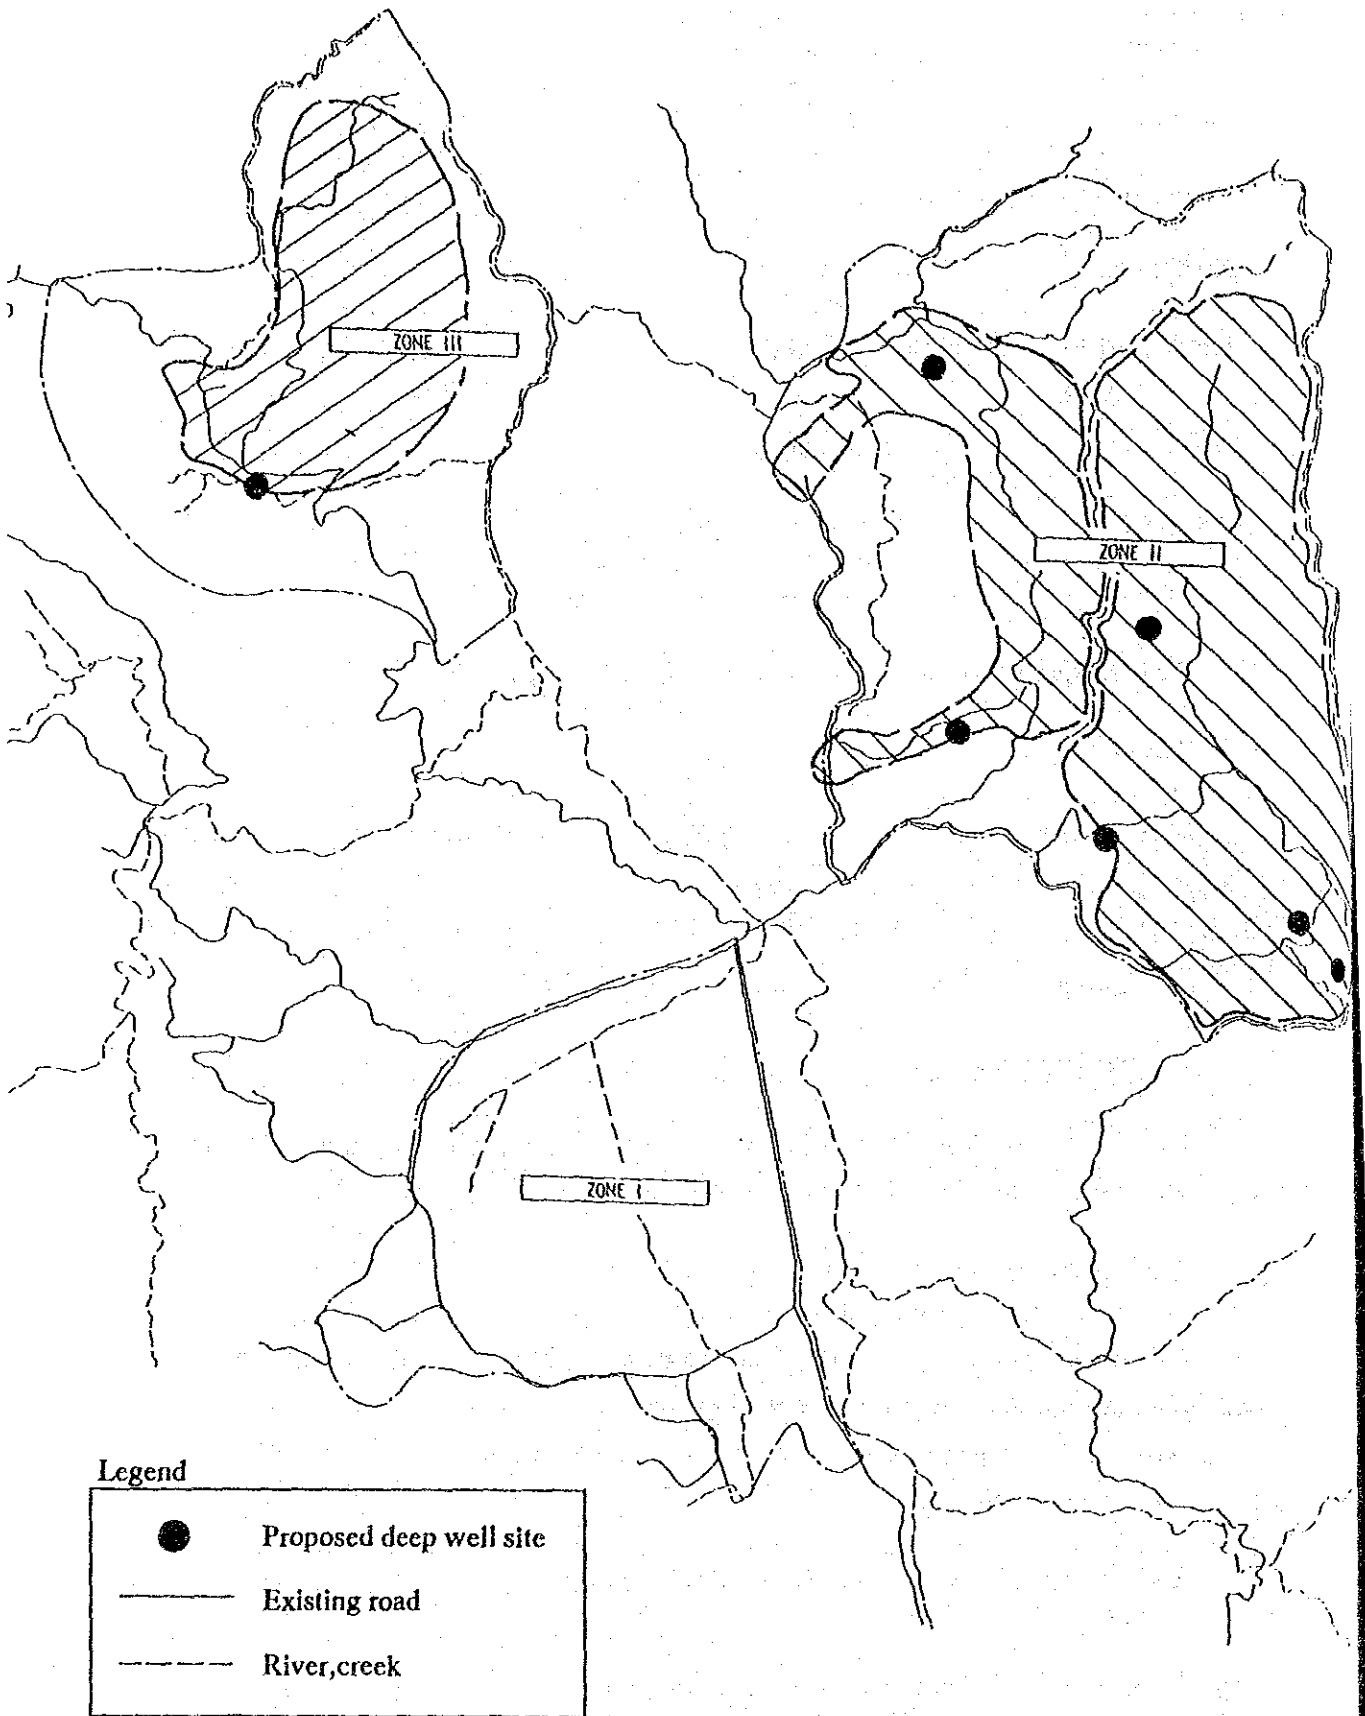 ZONE III
ZONE II
ZONE I
Legend
Proposed deep well site
Existing road
River,creek